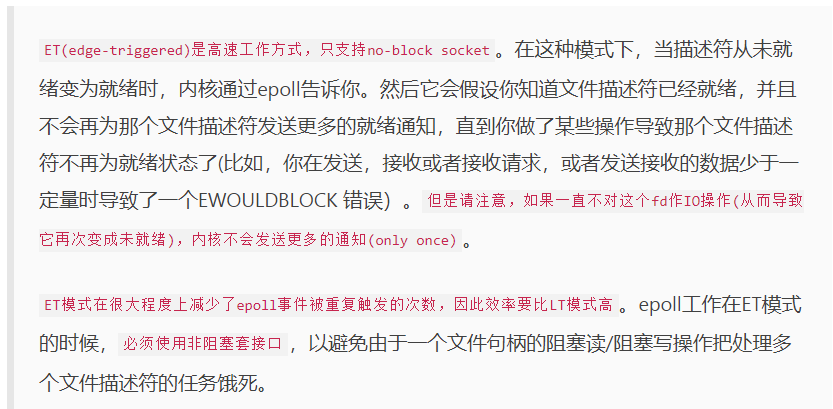 ET(edge-triggered)是高速工作方式，只支持no-block socket。在这种模式下，当描述符从未就
绪变为就绪时，内核通过epoll告诉你。然后它会假设你知道文件描述符已经就绪，并且
不会再为那个文件描述符发送更多的就绪通知，直到你做了某些操作导致那个文件描述
符不再为就绪状态了(比如，你在发送，接收或者接收请求，或者发送接收的数据少于一
定量时导致了一个EWOULDBLOCK 错误）。但是请注意，如果一直不对这个fd作IO操作(从而导致
它再次变成未就绪)，内核不会发送更多的通知(only once)。
ET模式在很大程度上减少了epoll事件被重复触发的次数，因此效率要比LT模式高。epoll工作在ET模式
的时候，必须使用非阻塞套接口，以避免由于一个文件句柄的阻塞读/阻塞写操作把处理多
个文件描述符的任务饿死。